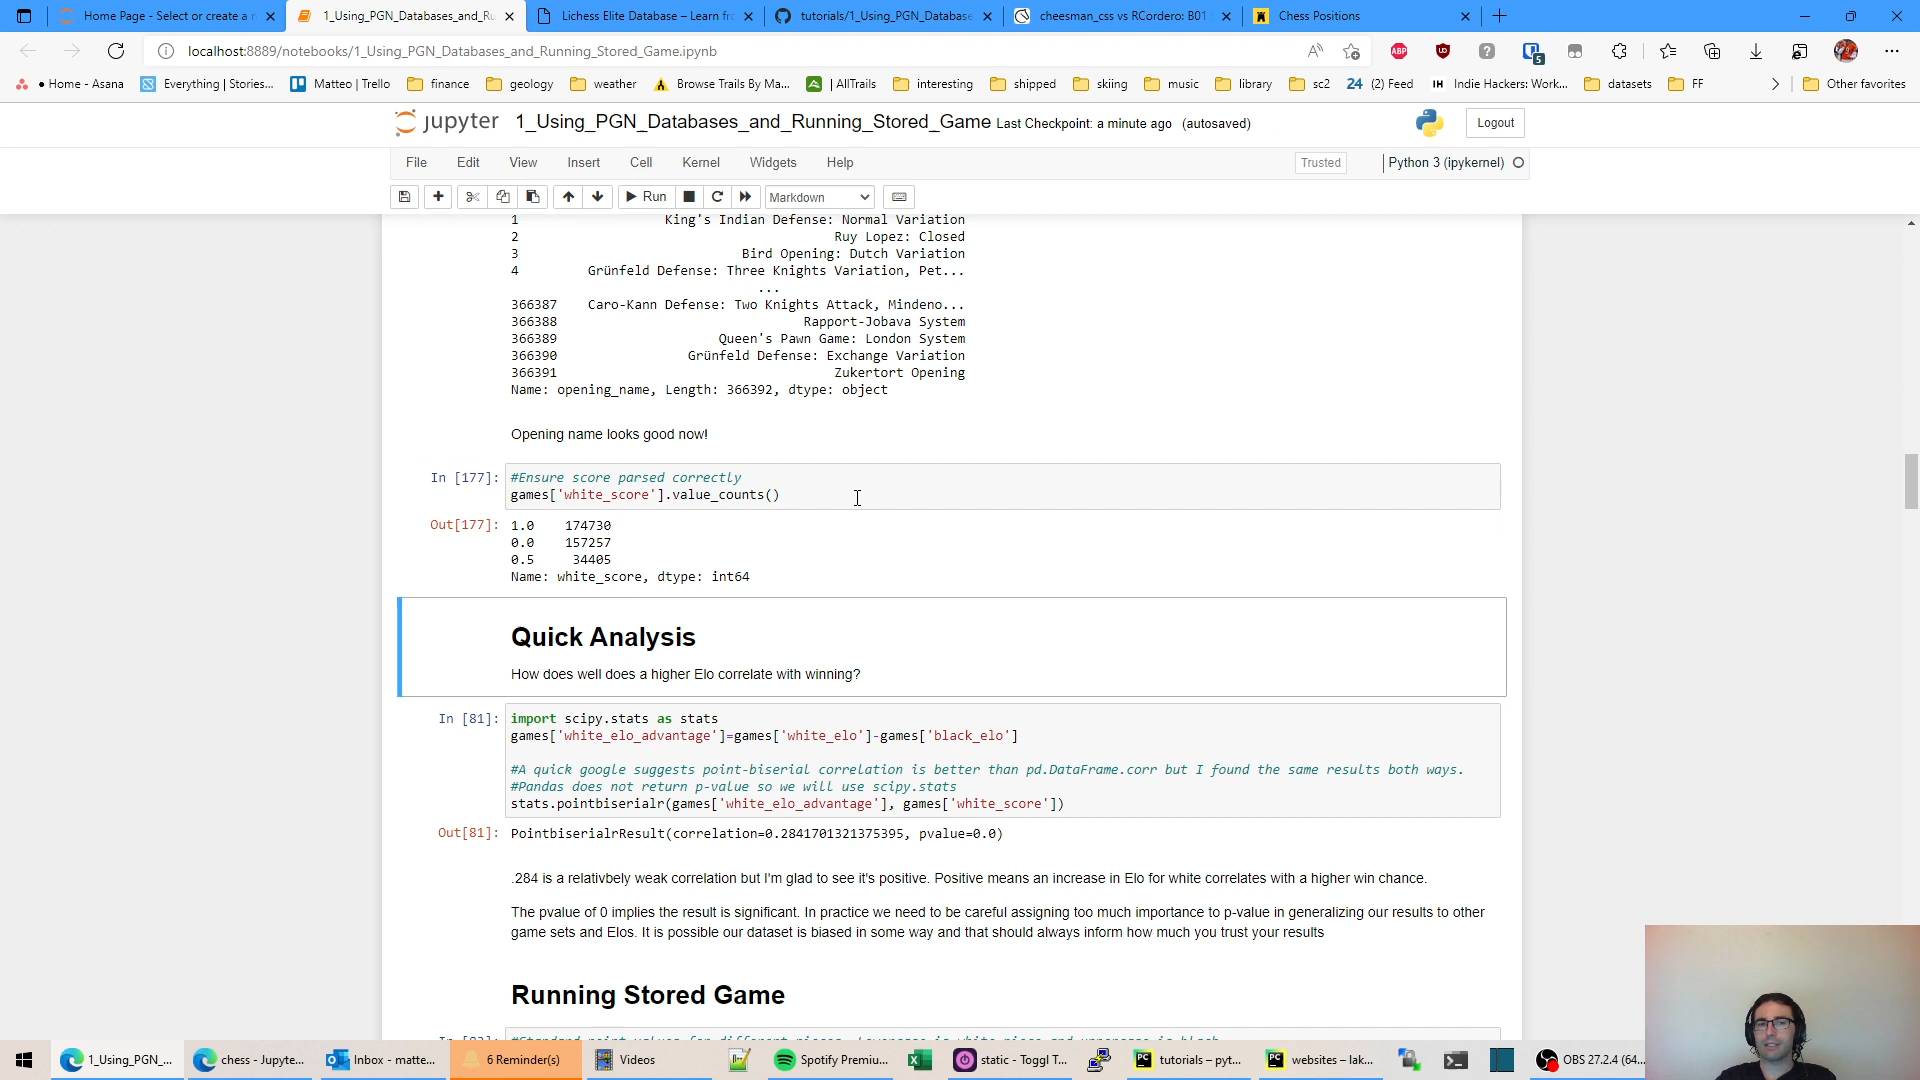 Home Page - Select or create a n
1_Using_PGN_Databases_and_Ru
Lichess Elite Database – Learn fro
tutorials/1_Using_PGN_Database
cheesman_css vs RCordero: B01
Chess Positions
localhost:8889/notebooks/1_Using_PGN_Databases_and_Running_Stored_Game.ipynb
• Home - Asana
Everything | Stories...
Matteo | Trello
finance
geology
weather
Browse Trails By Ma...
| AllTrails
interesting
shipped
skiing
music
library
sc2
24 (2) Feed
IH Indie Hackers: Work...
datasets
FF
Other favorites
jupyter 1_Using_PGN_Databases_and_Running_Stored_Game Last Checkpoint: a minute ago (autosaved)
Logout
File Edit View Insert Cell Kernel Widgets Help
Trusted
Python 3 (ipykernel)
Run
Markdown
1 King's Indian Defense: Normal Variation
2 Ruy Lopez: Closed
3 Bird Opening: Dutch Variation
4 Grünfeld Defense: Three Knights Variation, Pet...
...
366387 Caro-Kann Defense: Two Knights Attack, Mindeno...
366388 Rapport-Jobava System
366389 Queen's Pawn Game: London System
366390 Grünfeld Defense: Exchange Variation
366391 Zukertort Opening
Name: opening_name, Length: 366392, dtype: object
Opening name looks good now!
In [177]: #Ensure score parsed correctly
games['white_score'].value_counts()
Out[177]: 1.0 174730
0.0 157257
0.5 34405
Name: white_score, dtype: int64
Quick Analysis
How does well does a higher Elo correlate with winning?
In [81]: import scipy.stats as stats
games['white_elo_advantage']=games['white_elo']-games['black_elo']
#A quick google suggests point-biserial correlation is better than pd.DataFrame.corr but I found the same results both ways.
#Pandas does not return p-value so we will use scipy.stats
stats.pointbiserialr(games['white_elo_advantage'], games['white_score'])
Out[81]: PointbiserialrResult(correlation=0.2841701321375395, pvalue=0.0)
.284 is a relativbely weak correlation but I'm glad to see it's positive. Positive means an increase in Elo for white correlates with a higher win chance.
The pvalue of 0 implies the result is significant. In practice we need to be careful assigning too much importance to p-value in generalizing our results to other
game sets and Elos. It is possible our dataset is biased in some way and that should always inform how much you trust your results
Running Stored Game
1_Using_PGN_...
chess - Jupyte...
Inbox - matte...
6 Reminder(s)
Videos
Spotify Premiu...
static - Toggl T...
tutorials – pyt...
websites – lak...
OBS 27.2.4 (64...